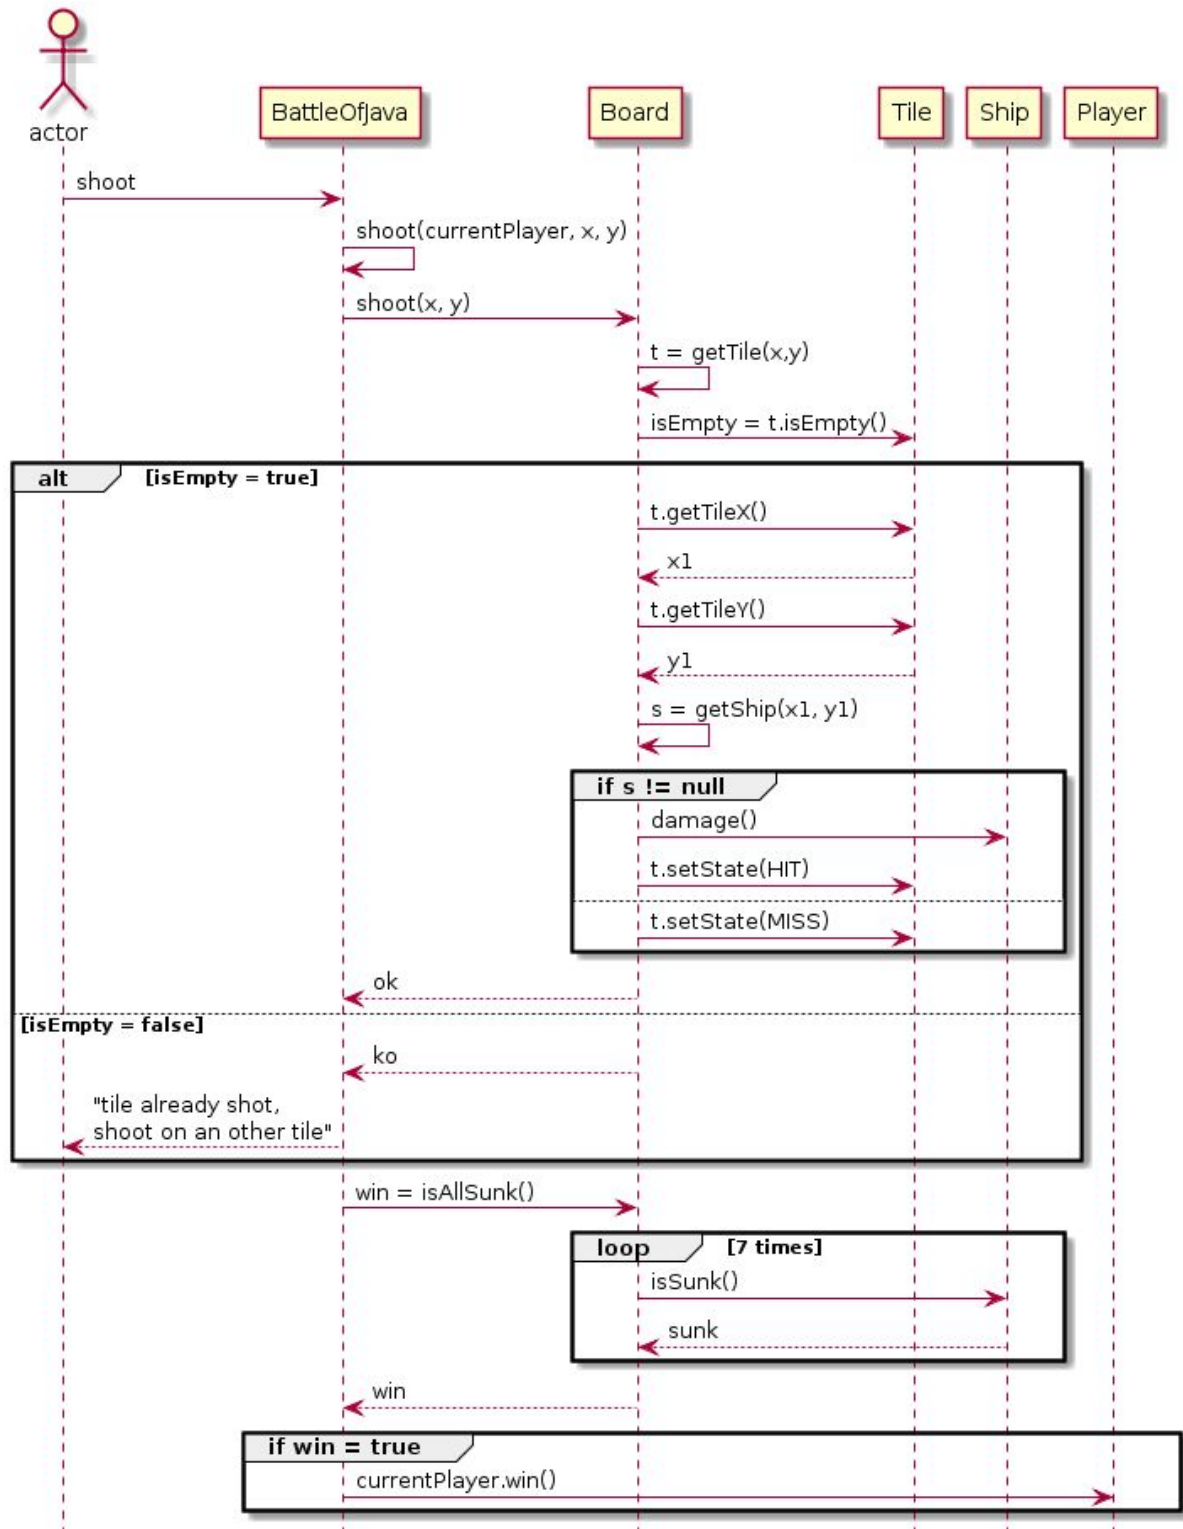 actor
BattleOfJava
Board
Tile
Ship
Player
shoot
shoot(currentPlayer, x, y)
shoot(x, y)
t = getTile(x,y)
isEmpty = t.isEmpty()
alt [isEmpty = true]
t.getTileX()
x1
t.getTileY()
y1
s = getShip(x1, y1)
if s != null
damage()
t.setState(HIT)
t.setState(MISS)
ok
[isEmpty = false]
ko
"tile already shot,
shoot on an other tile"
win = isAllSunk()
loop [7 times]
isSunk()
sunk
win
if win = true
currentPlayer.win()